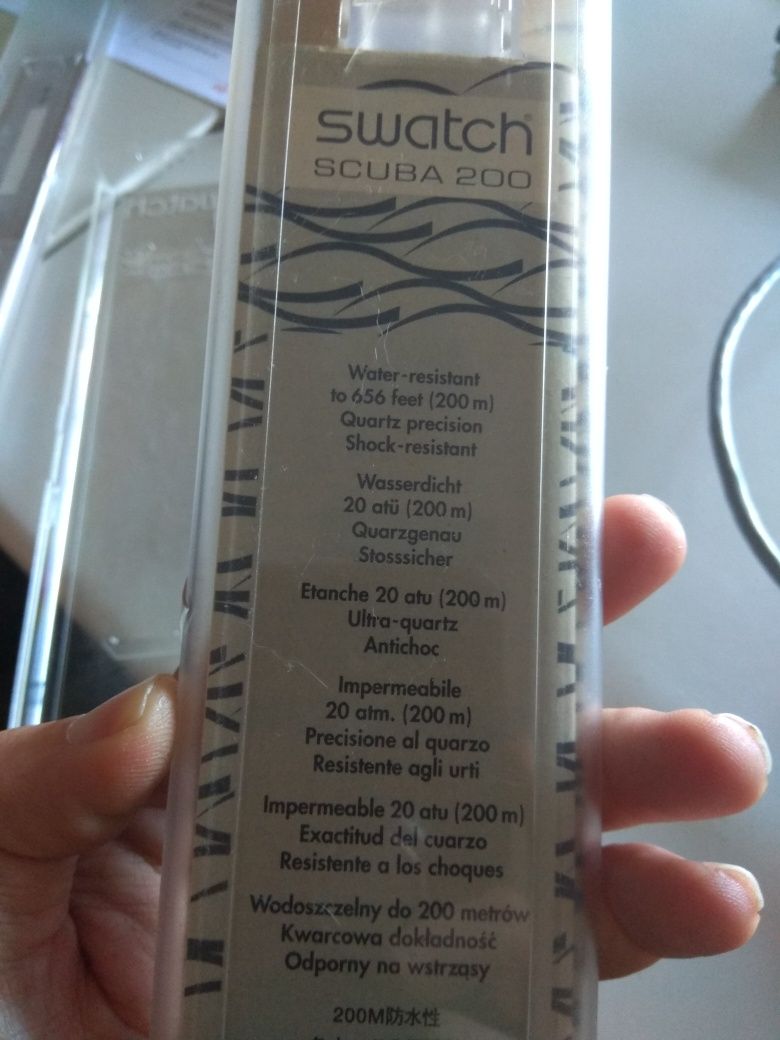 swatch
SCUBA 200
Water-resistant
to 656 feet (200 m)
Quartz precision
Shock-resistant
Wasserdicht
20 atü (200 m)
Quarzgenau
Stosssicher
Etanche 20 atu (200 m)
Ultra-quartz
Antichoc
Impermeabile
20 atm. (200 m)
Precisione al quarzo
Resistente agli urti
Impermeable 20 atu (200 m)
Exactitud del cuarzo
Resistente a los choques
Wodoszczelny do 200 metrów
Kwarcowa dokładność
Odporny na wstrząsy
200M防水性